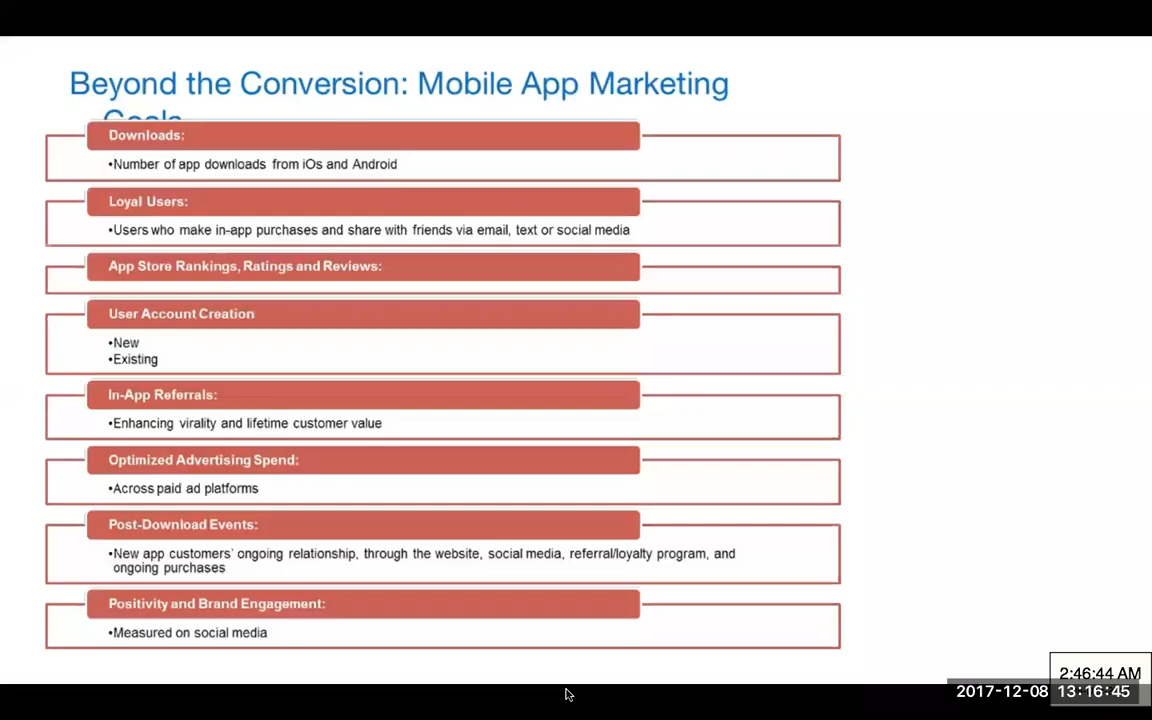 Beyond the Conversion: Mobile App Marketing
Goals
Downloads:
•Number of app downloads from iOs and Android
Loyal Users:
•Users who make in-app purchases and share with friends via email, text or social media
App Store Rankings, Ratings and Reviews:
User Account Creation
•New
•Existing
In-App Referrals:
•Enhancing virality and lifetime customer value
Optimized Advertising Spend:
•Across paid ad platforms
Post-Download Events:
•New app customers' ongoing relationship, through the website, social media, referral/loyalty program, and
ongoing purchases
Positivity and Brand Engagement:
•Measured on social media
2:46:44 AM
2017-12-08 13:16:45